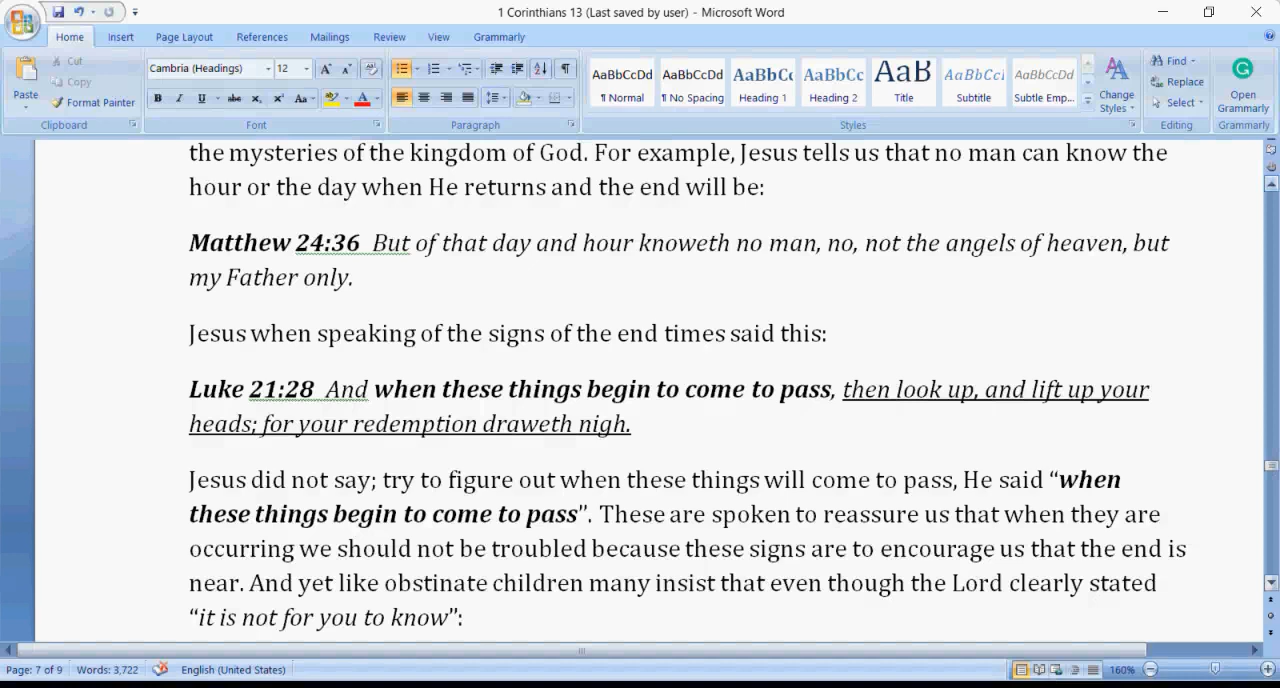 1 Corinthians 13 (Last saved by user) - Microsoft Word
Home Insert Page Layout References Mailings Review View Grammarly
Paste
Cut
Copy
Format Painter
Clipboard
Cambria (Headings) 12
Font
Paragraph
AaBbCcDd AaBbCcDd AaBbCc AaBbCc AaB AaBbCcI AaBbCcDd
¶ Normal ¶ No Spacing Heading 1 Heading 2 Title Subtitle Subtle Emp...
Change Styles
Styles
Find
Replace
Select
Editing
Open Grammarly
Grammarly
the mysteries of the kingdom of God. For example, Jesus tells us that no man can know the
hour or the day when He returns and the end will be:
Matthew 24:36 But of that day and hour knoweth no man, no, not the angels of heaven, but
my Father only.
Jesus when speaking of the signs of the end times said this:
Luke 21:28 And when these things begin to come to pass, then look up, and lift up your
heads; for your redemption draweth nigh.
Jesus did not say; try to figure out when these things will come to pass, He said “when
these things begin to come to pass”. These are spoken to reassure us that when they are
occurring we should not be troubled because these signs are to encourage us that the end is
near. And yet like obstinate children many insist that even though the Lord clearly stated
“it is not for you to know”:
Page: 7 of 9 Words: 3,722 English (United States) 160%